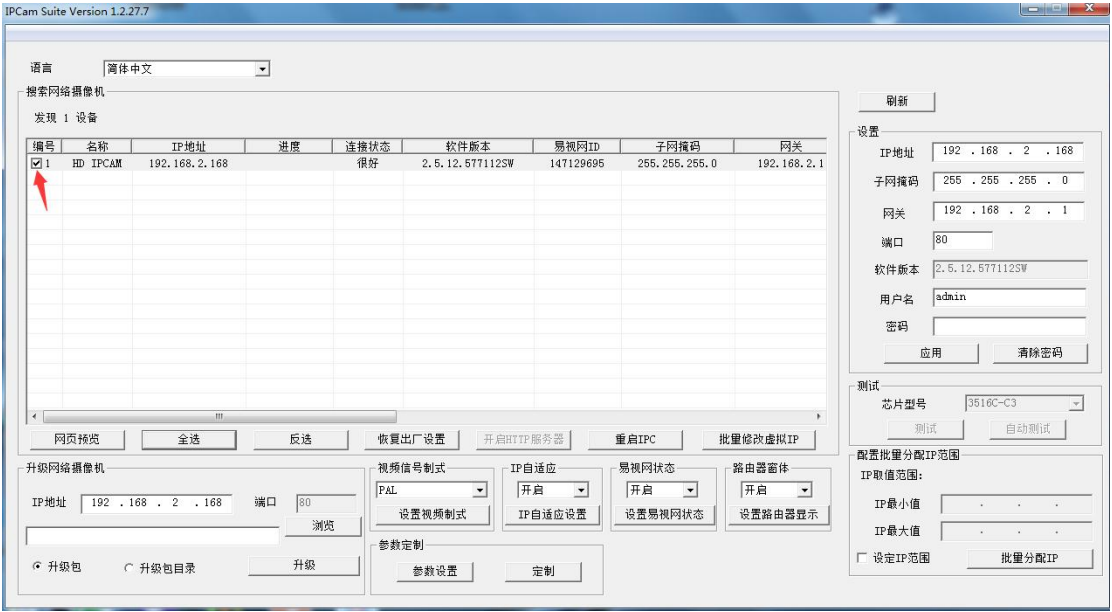 IPCam Suite Version 1.2.27.7
语言 简体中文
搜索网络摄像机
发现 1 设备
编号 名称 IP地址 进度 连接状态 软件版本 易视网ID 子网掩码 网关
1 HD IPCAM 192.168.2.168 很好 2.5.12.577112SW 147129695 255.255.255.0 192.168.2.1
网页预览 全选 反选 恢复出厂设置 开启HTTP服务器 重启IPC 批量修改虚拟IP
升级网络摄像机
IP地址 192 . 168 . 2 . 168 端口 80
浏览
升级包 升级包目录 升级
视频信号制式
PAL
设置视频制式
IP自适应
开启
IP自适应设置
易视网状态
开启
设置易视网状态
路由器窗体
开启
设置路由器显示
参数定制
参数设置 定制
刷新
设置
IP地址 192 . 168 . 2 . 168
子网掩码 255 . 255 . 255 . 0
网关 192 . 168 . 2 . 1
端口 80
软件版本 2.5.12.577112SW
用户名 admin
密码
应用 清除密码
测试
芯片型号 3516C-C3
测试 自动测试
配置批量分配IP范围
IP取值范围:
IP最小值 . . .
IP最大值 . . .
设定IP范围 批量分配IP